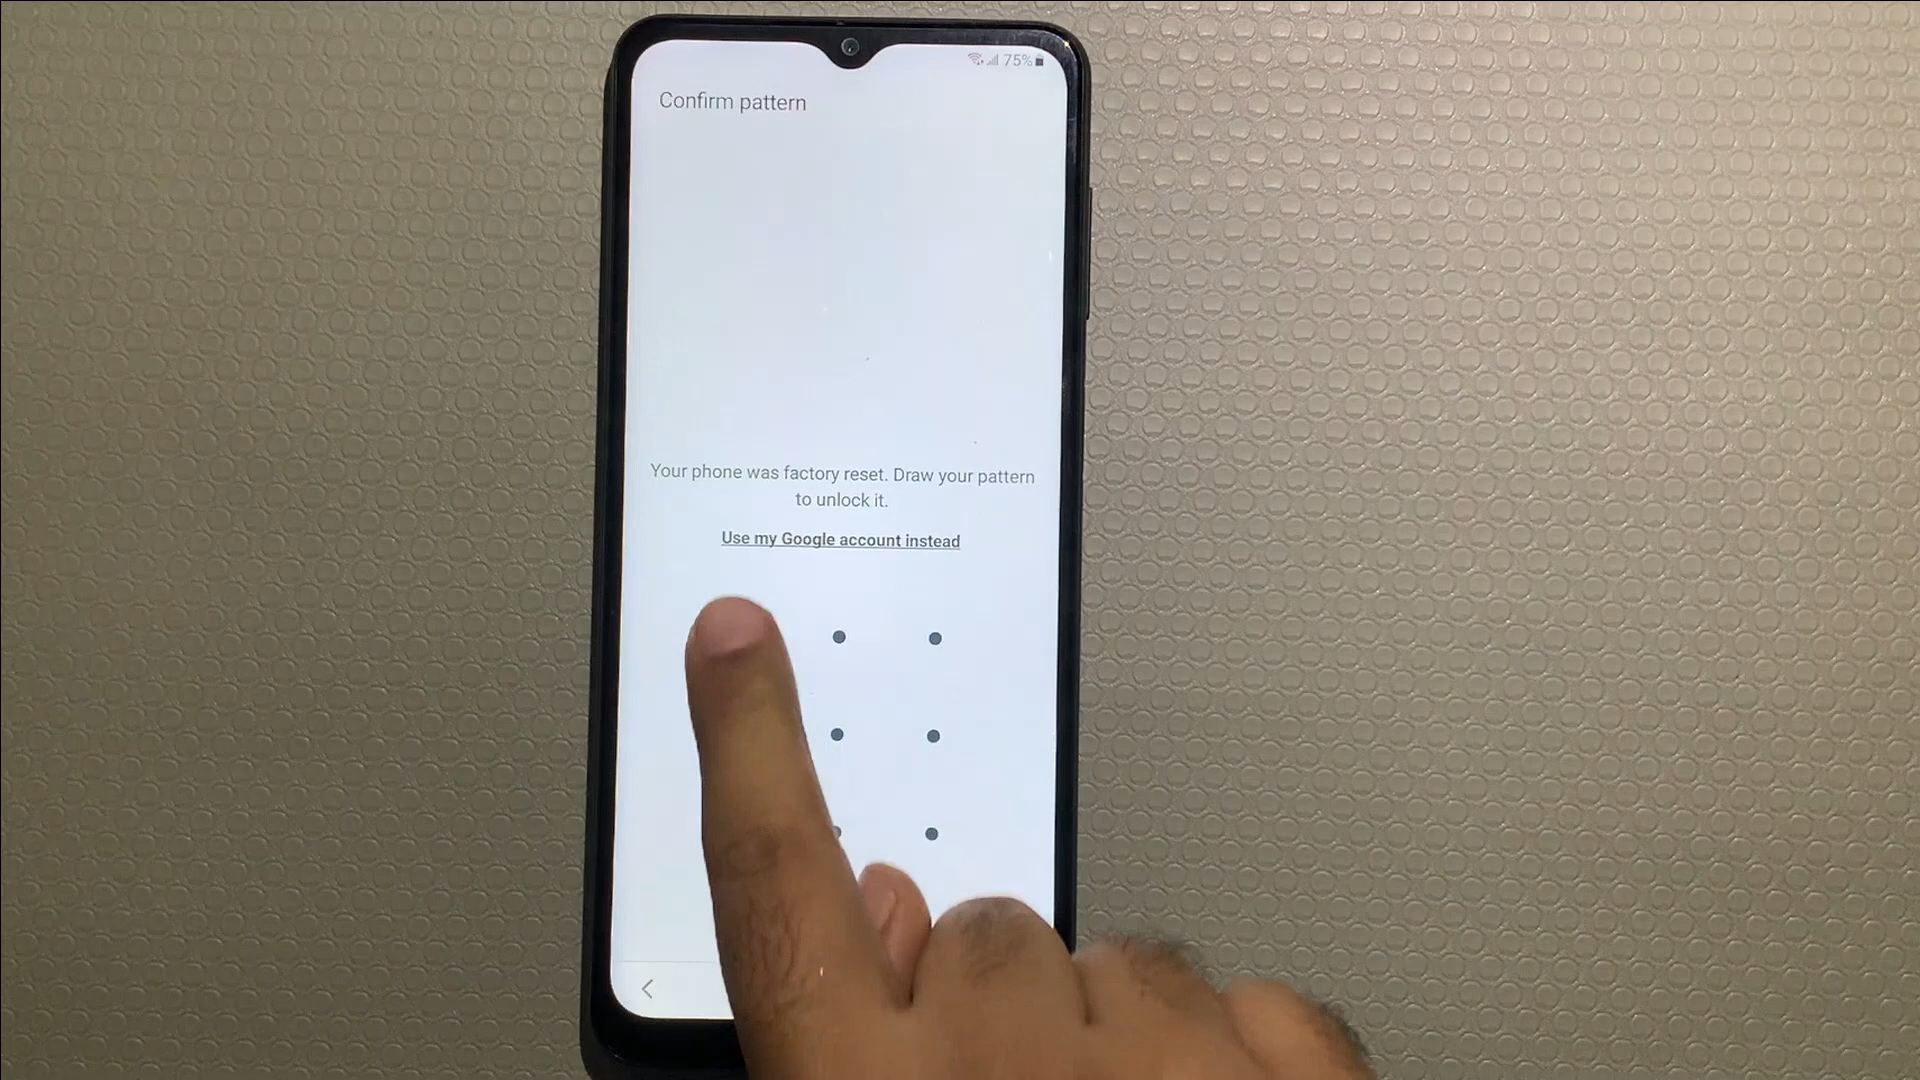 75%
Confirm pattern
Your phone was factory reset. Draw your pattern
to unlock it.
Use my Google account instead